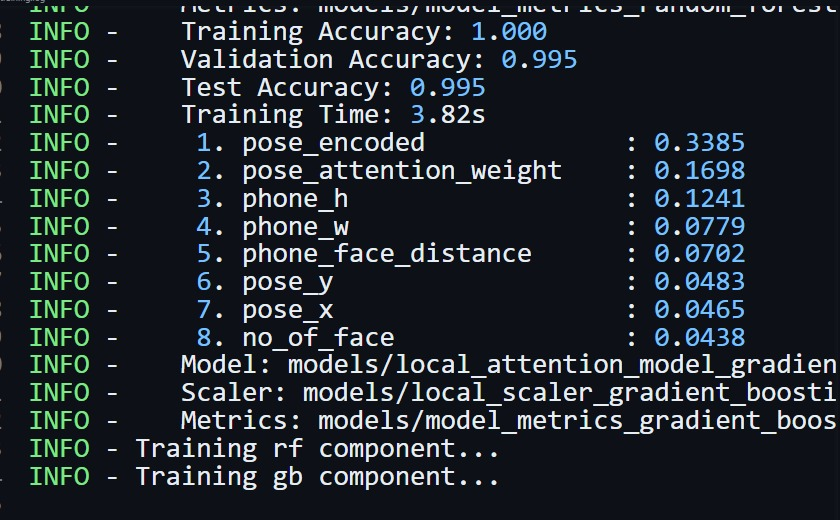 INFO - Metrics: models/model_metrics_random_forest
INFO - Training Accuracy: 1.000
INFO - Validation Accuracy: 0.995
INFO - Test Accuracy: 0.995
INFO - Training Time: 3.82s
INFO - 1. pose_encoded : 0.3385
INFO - 2. pose_attention_weight : 0.1698
INFO - 3. phone_h : 0.1241
INFO - 4. phone_w : 0.0779
INFO - 5. phone_face_distance : 0.0702
INFO - 6. pose_y : 0.0483
INFO - 7. pose_x : 0.0465
INFO - 8. no_of_face : 0.0438
INFO - Model: models/local_attention_model_gradien
INFO - Scaler: models/local_scaler_gradient_boosti
INFO - Metrics: models/model_metrics_gradient_boos
INFO - Training rf component...
INFO - Training gb component...